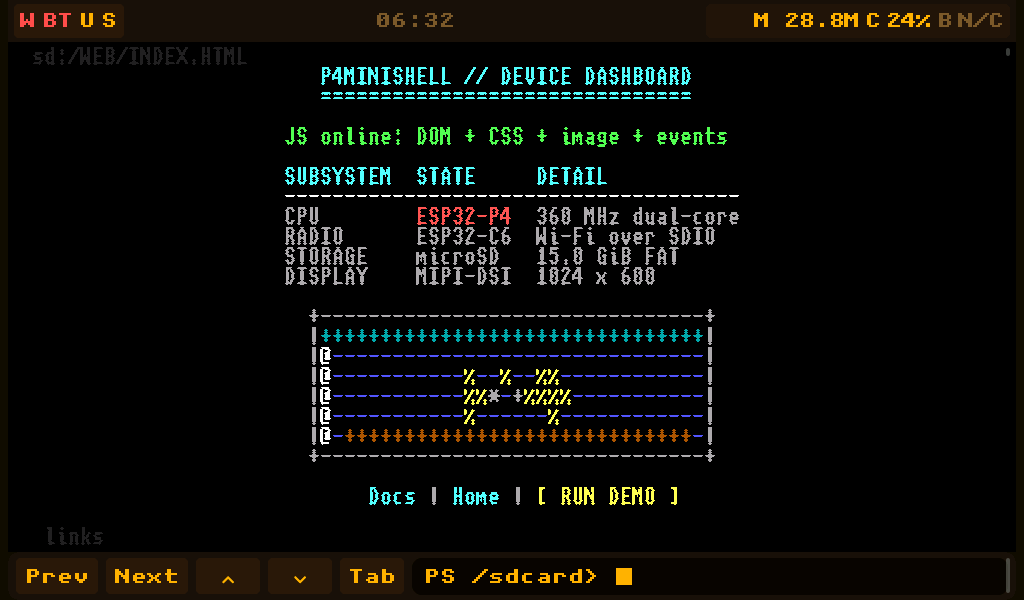 W BT U S 06:32 M 28.8M C 24% B N/C
sd:/WEB/INDEX.HTML
P4MINISHELL // DEVICE DASHBOARD
===============================
JS online: DOM + CSS + image + events
SUBSYSTEM STATE DETAIL
--------------------------------------
CPU ESP32-P4 360 MHz dual-core
RADIO ESP32-C6 Wi-Fi over SDIO
STORAGE microSD 15.0 GiB FAT
DISPLAY MIPI-DSI 1024 x 600
+--------------------------------+
|++++++++++++++++++++++++++++++++|
|@-------------------------------|
|@-----------%--%--%%------------|
|@-----------%%*-+%%%%-----------|
|@-----------%------%------------|
|@-+++++++++++++++++++++++++++++-|
+--------------------------------+
Docs | Home | [ RUN DEMO ]
links
Prev Next ^ v Tab PS /sdcard>